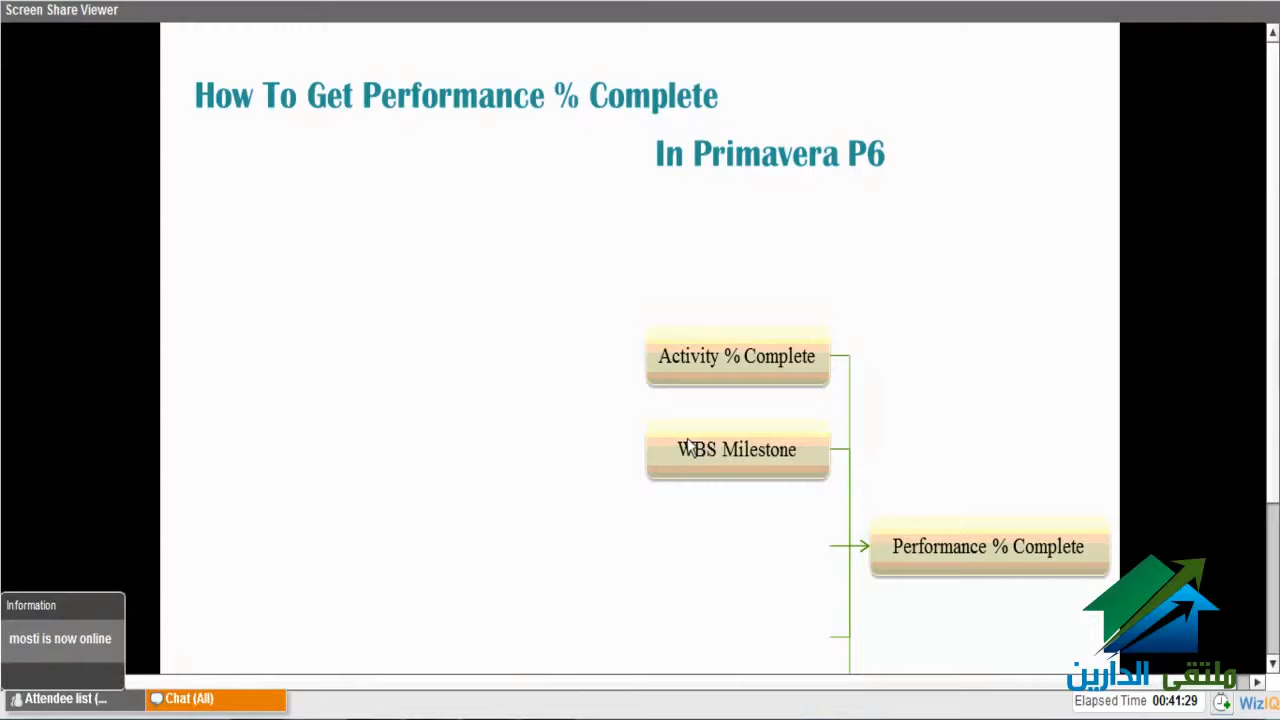 Screen Share Viewer
How To Get Performance % Complete
In Primavera P6
Activity % Complete
WBS Milestone
Performance % Complete
Information
mosti is now online
Attendee list (...
Chat (All)
ملتقى الدارين
Elapsed Time 00:41:29
WizIQ